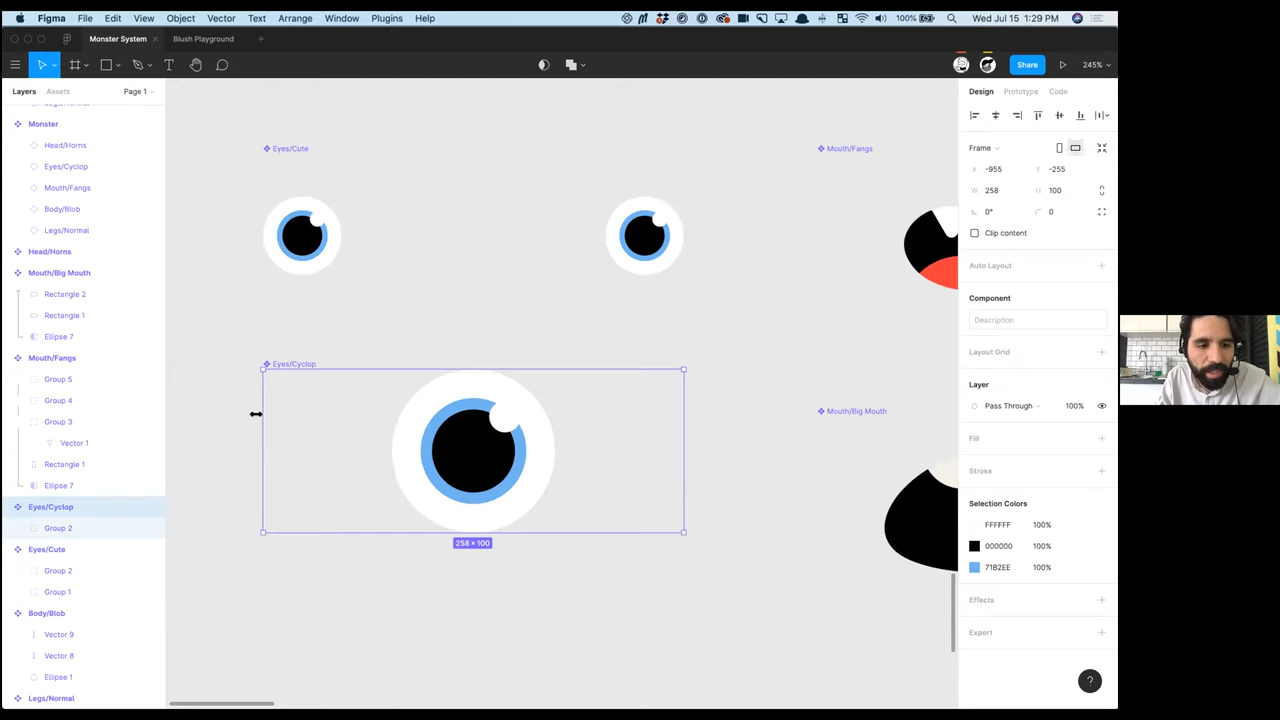 Figma File Edit View Object Vector Text Arrange Window Plugins Help 100% Wed Jul 15 1:29 PM
Monster System Blush Playground
Share 245%
Layers Assets Page 1
Monster
Head/Horns
Eyes/Cyclop
Mouth/Fangs
Body/Blob
Legs/Normal
Head/Horns
Mouth/Big Mouth
Rectangle 2
Rectangle 1
Ellipse 7
Mouth/Fangs
Group 5
Group 4
Group 3
Vector 1
Rectangle 1
Ellipse 7
Eyes/Cyclop
Group 2
Eyes/Cute
Group 2
Group 1
Body/Blob
Vector 9
Vector 8
Ellipse 1
Legs/Normal
Eyes/Cute Mouth/Fangs
Eyes/Cyclop
Mouth/Big Mouth
258 × 100
Design Prototype Code
Frame
X -955 Y -255
W 258 H 100
0° 0
Clip content
Auto Layout
Component
Description
Layout Grid
Layer
Pass Through 100%
Fill
Stroke
Selection Colors
FFFFFF 100%
000000 100%
71B2EE 100%
Effects
Export
?